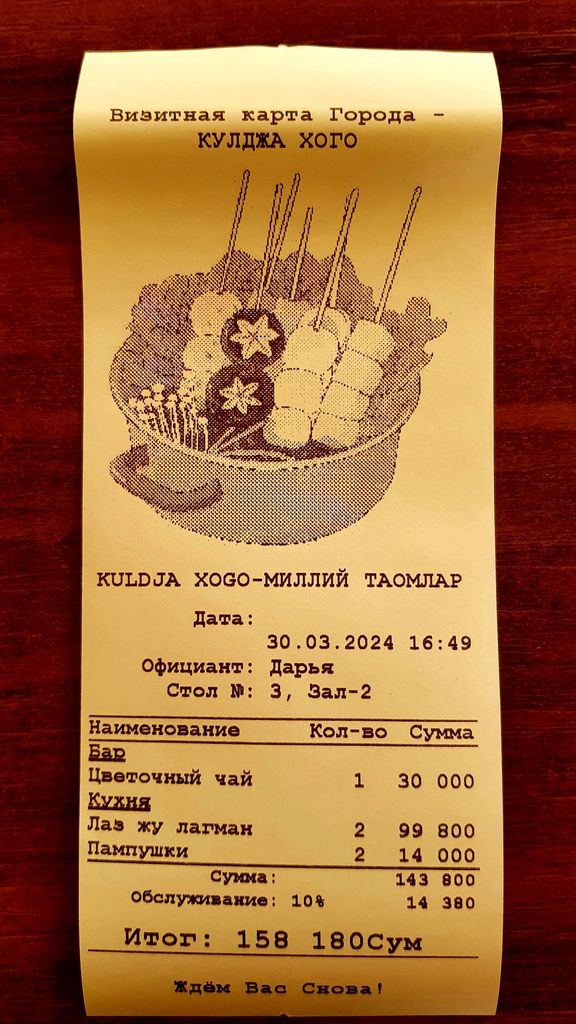 Визитная карта Города -
КУЛДЖА ХОГО
KULDJA XOGO-МИЛЛИЙ ТАОМЛАР
Дата:
30.03.2024 16:49
Официант: Дарья
Стол №: 3, Зал-2
Наименование Кол-во Сумма
Бар
Цветочный чай 1 30 000
Кухня
Лаз жу лагман 2 99 800
Пампушки 2 14 000
Сумма: 143 800
Обслуживание: 10% 14 380
Итог: 158 180Сум
Ждём Вас Снова!